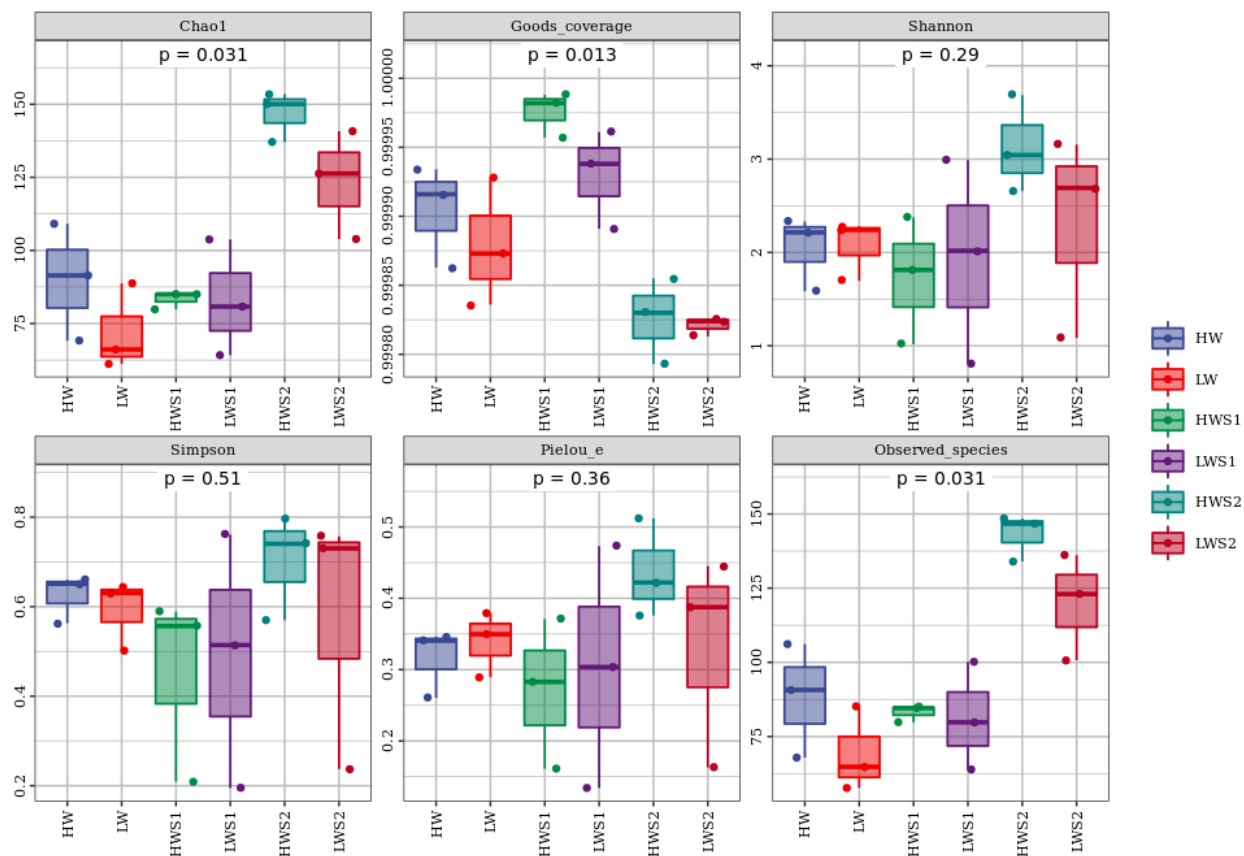 Chao1
p = 0.031
150
125
100
75
HW
LW
HWS1
LWS1
HWS2
LWS2
Goods_coverage
p = 0.013
1.00000
0.99995
0.99990
0.99985
0.99980
HW
LW
HWS1
LWS1
HWS2
LWS2
Shannon
p = 0.29
4
3
2
1
HW
LW
HWS1
LWS1
HWS2
LWS2
Simpson
p = 0.51
0.8
0.6
0.4
0.2
HW
LW
HWS1
LWS1
HWS2
LWS2
Pielou_e
p = 0.36
0.5
0.4
0.3
0.2
HW
LW
HWS1
LWS1
HWS2
LWS2
Observed_species
p = 0.031
150
125
100
75
HW
LW
HWS1
LWS1
HWS2
LWS2
HW
LW
HWS1
LWS1
HWS2
LWS2